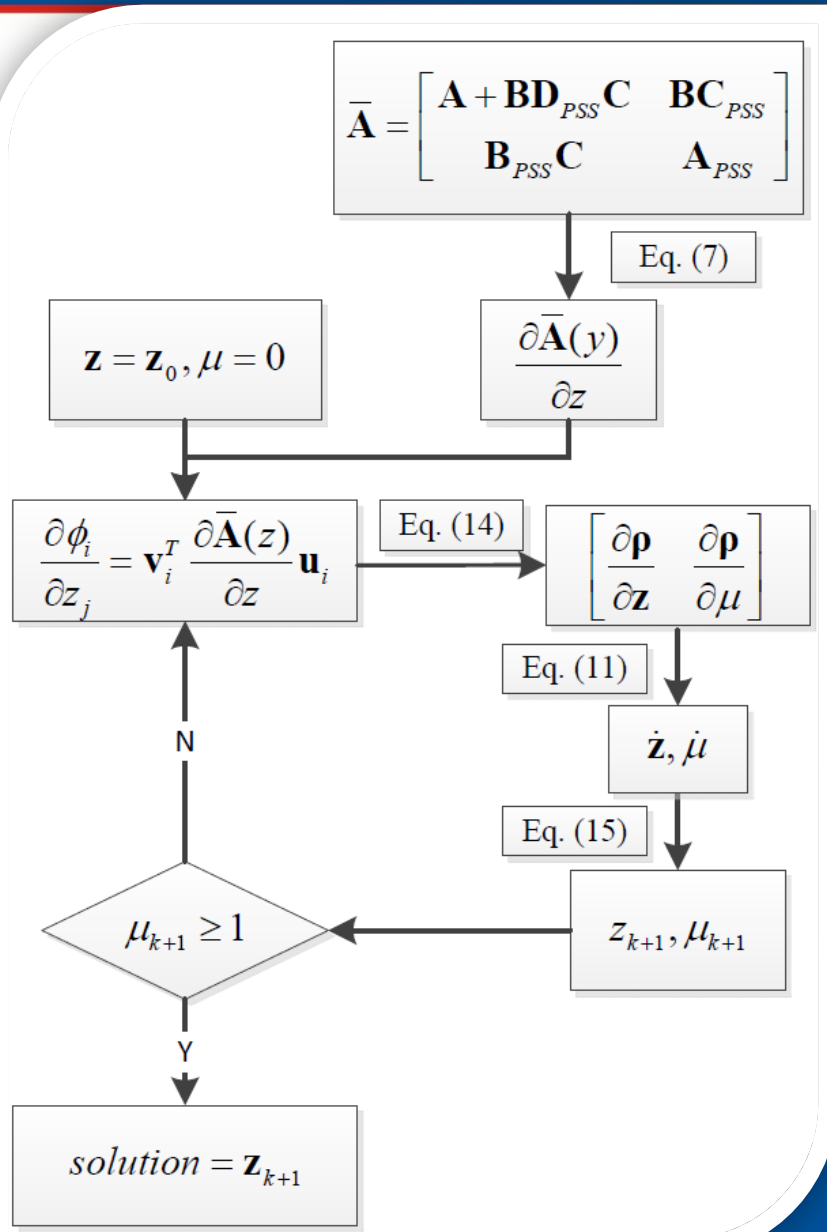 Ā = [ A + BD_PSS C   BC_PSS
B_PSS C   A_PSS ]
Eq. (7)
z = z_0, μ = 0
∂Ā(y)
∂z
∂ϕ_i / ∂z_j = v_i^T ∂Ā(z) / ∂z u_i
Eq. (14)
[ ∂ρ / ∂z   ∂ρ / ∂μ ]
Eq. (11)
ż, μ̇
N
Eq. (15)
μ_{k+1} ≥ 1
z_{k+1}, μ_{k+1}
Y
solution = z_{k+1}